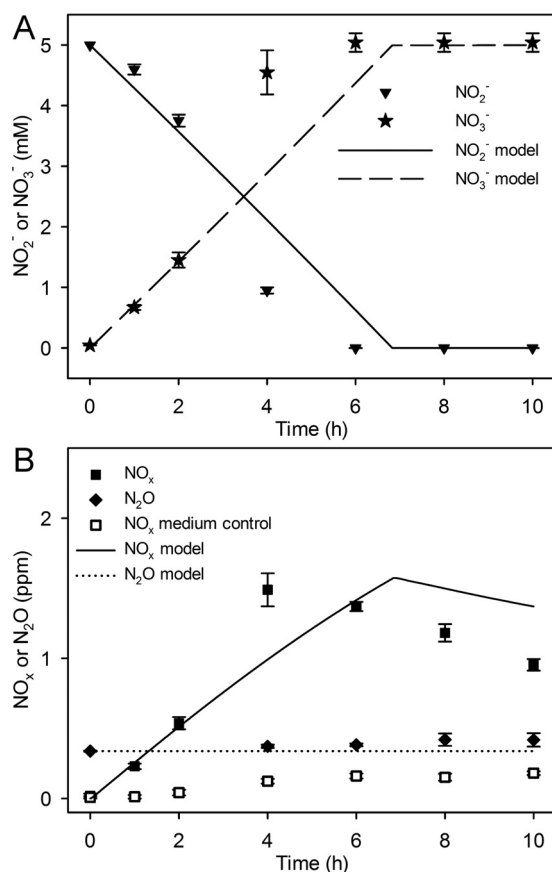 A
5
4
3
2
1
0
NO₂⁻ or NO₃⁻ (mM)
NO₂⁻
NO₃⁻
NO₂⁻ model
NO₃⁻ model
0 2 4 6 8 10
Time (h)
B
2
1
0
NOₓ or N₂O (ppm)
NOₓ
N₂O
NOₓ medium control
NOₓ model
N₂O model
0 2 4 6 8 10
Time (h)